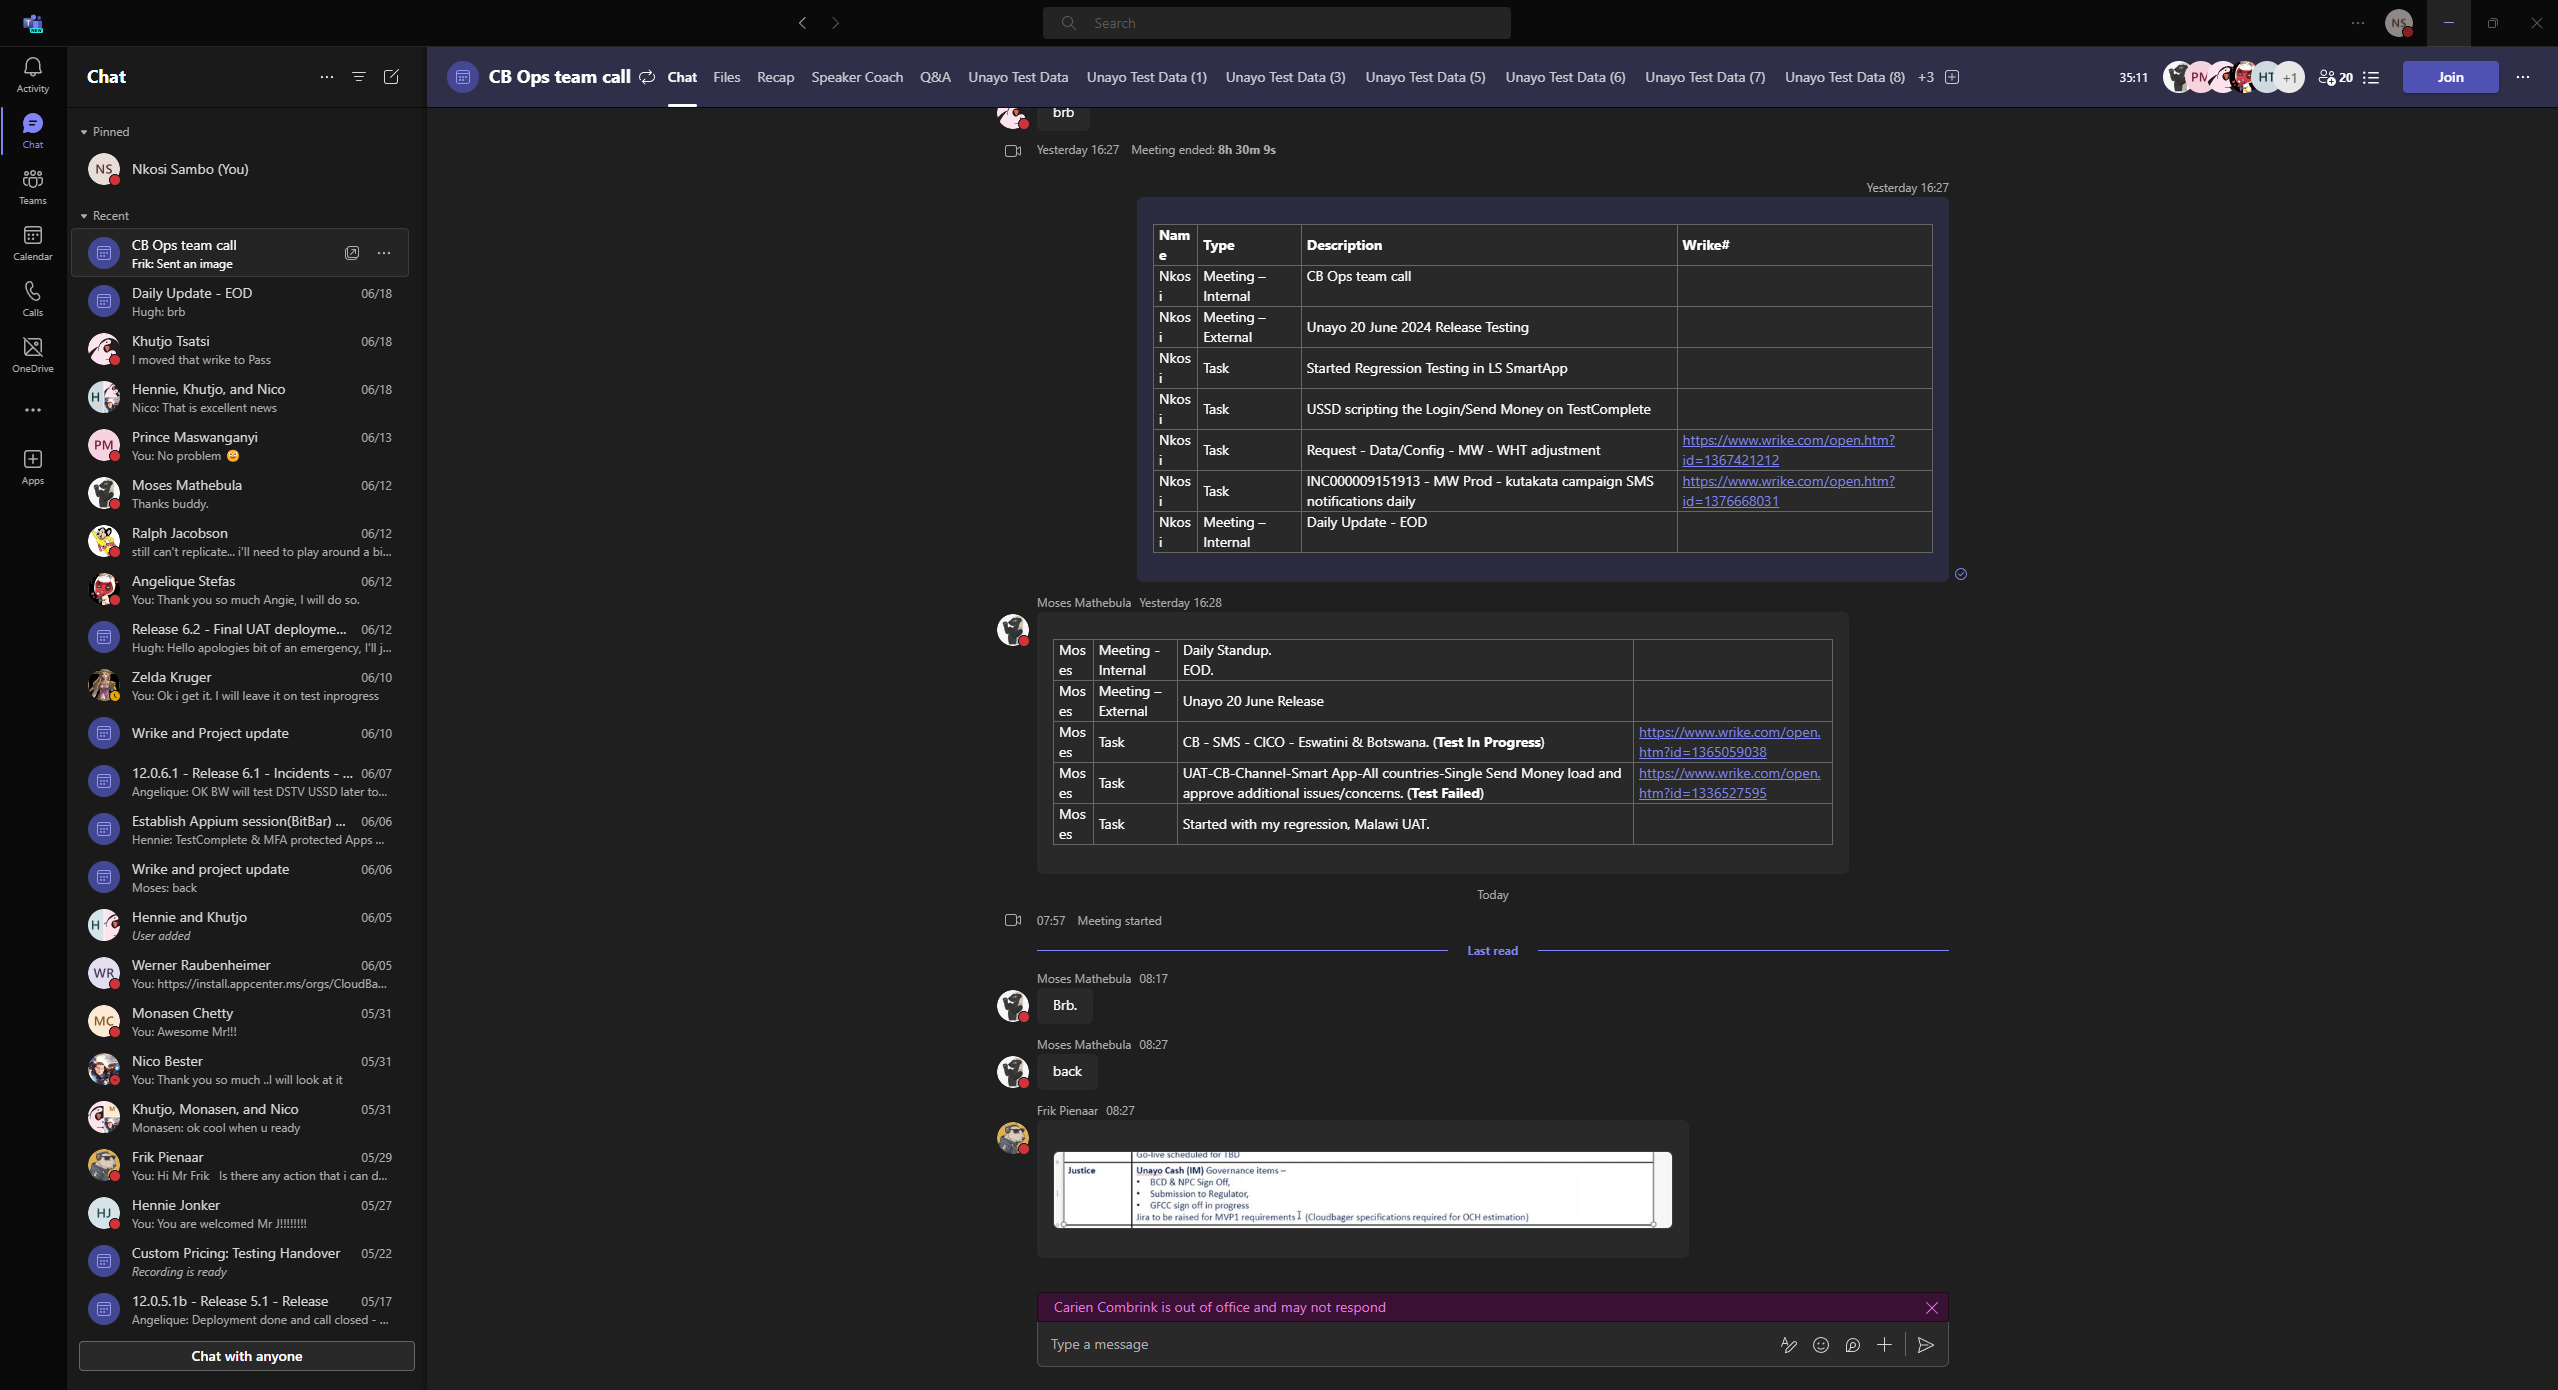 Search
NS
Activity
Chat
Teams
Calendar
Calls
OneDrive
Apps
Chat
Pinned
NS
Nkosi Sambo (You)
Recent
CB Ops team call
Frik: Sent an image
Daily Update - EOD 06/18
Hugh: brb
Khutjo Tsatsi 06/18
I moved that wrike to Pass
Hennie, Khutjo, and Nico 06/18
Nico: That is excellent news
PM
Prince Maswanganyi 06/13
You: No problem
Moses Mathebula 06/12
Thanks buddy.
Ralph Jacobson 06/12
still can't replicate... i'll need to play around a bi...
Angelique Stefas 06/12
You: Thank you so much Angie, I will do so.
Release 6.2 - Final UAT deployme... 06/12
Hugh: Hello apologies bit of an emergency, I'll j...
Zelda Kruger 06/10
You: Ok i get it. I will leave it on test inprogress
Wrike and Project update 06/10
12.0.6.1 - Release 6.1 - Incidents - ... 06/07
Angelique: OK BW will test DSTV USSD later to...
Establish Appium session(BitBar) ... 06/06
Hennie: TestComplete & MFA protected Apps ...
Wrike and project update 06/06
Moses: back
Hennie and Khutjo 06/05
User added
WR
Werner Raubenheimer 06/05
You: https://install.appcenter.ms/orgs/CloudBa...
MC
Monasen Chetty 05/31
You: Awesome Mr!!!
Nico Bester 05/31
You: Thank you so much ..I will look at it
Khutjo, Monasen, and Nico 05/31
Monasen: ok cool when u ready
Frik Pienaar 05/29
You: Hi Mr Frik   Is there any action that i can d...
HJ
Hennie Jonker 05/27
You: You are welcomed Mr J!!!!!!!!
Custom Pricing: Testing Handover 05/22
Recording is ready
12.0.5.1b - Release 5.1 - Release 05/17
Angelique: Deployment done and call closed - ...
Chat with anyone
CB Ops team call Chat Files Recap Speaker Coach Q&A Unayo Test Data Unayo Test Data (1) Unayo Test Data (3) Unayo Test Data (5) Unayo Test Data (6) Unayo Test Data (7) Unayo Test Data (8) +3
35:11 PM HT +1 20 Join
brb
Yesterday 16:27 Meeting ended: 8h 30m 9s
Yesterday 16:27
Name Type Description Wrike#
Nkosi Meeting – Internal CB Ops team call
Nkosi Meeting – External Unayo 20 June 2024 Release Testing
Nkosi Task Started Regression Testing in LS SmartApp
Nkosi Task USSD scripting the Login/Send Money on TestComplete
Nkosi Task Request - Data/Config - MW - WHT adjustment https://www.wrike.com/open.htm?id=1367421212
Nkosi Task INC000009151913 - MW Prod - kutakata campaign SMS notifications daily https://www.wrike.com/open.htm?id=1376668031
Nkosi Meeting – Internal Daily Update - EOD
Moses Mathebula Yesterday 16:28
Moses Meeting - Internal Daily Standup.
EOD.
Moses Meeting – External Unayo 20 June Release
Moses Task CB - SMS - CICO - Eswatini & Botswana. (Test In Progress) https://www.wrike.com/open.htm?id=1365059038
Moses Task UAT-CB-Channel-Smart App-All countries-Single Send Money load and approve additional issues/concerns. (Test Failed) https://www.wrike.com/open.htm?id=1336527595
Moses Task Started with my regression, Malawi UAT.
Today
07:57 Meeting started
Last read
Moses Mathebula 08:17
Brb.
Moses Mathebula 08:27
back
Frik Pienaar 08:27
Go-live scheduled for TBD
Justice Unayo Cash (IM) Governance items –
• BCD & NPC Sign Off,
• Submission to Regulator,
• GFCC sign off in progress
Jira to be raised for MVP1 requirements (Cloudbager specifications required for OCH estimation)
Carien Combrink is out of office and may not respond
Type a message